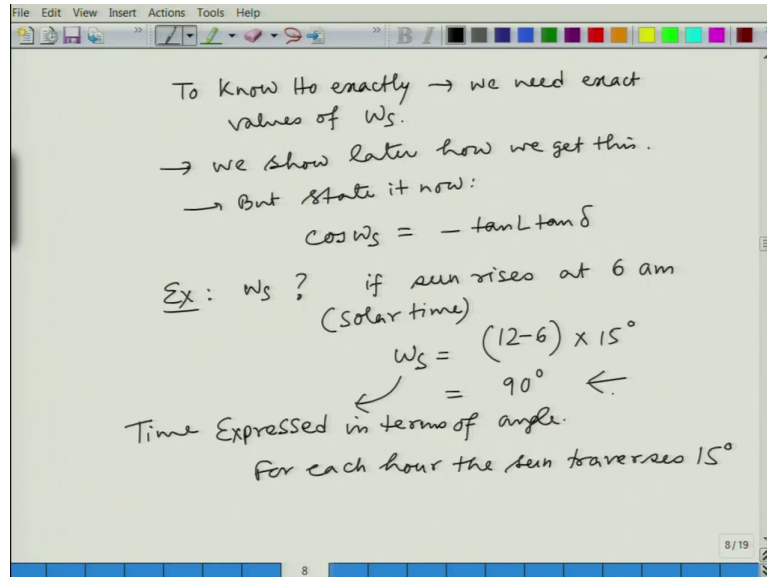 File Edit View Insert Actions Tools Help
To Know Ho exactly → we need exact
values of Ws.
→ we show later how we get this.
→ But state it now:
cos ws = - tanL tan δ
Ex: Ws ? if sun rises at 6 am
(solar time)
Ws = (12-6) × 15°
= 90° ←
Time Expressed in terms of angle.
For each hour the sun traverses 15°
8/19
8